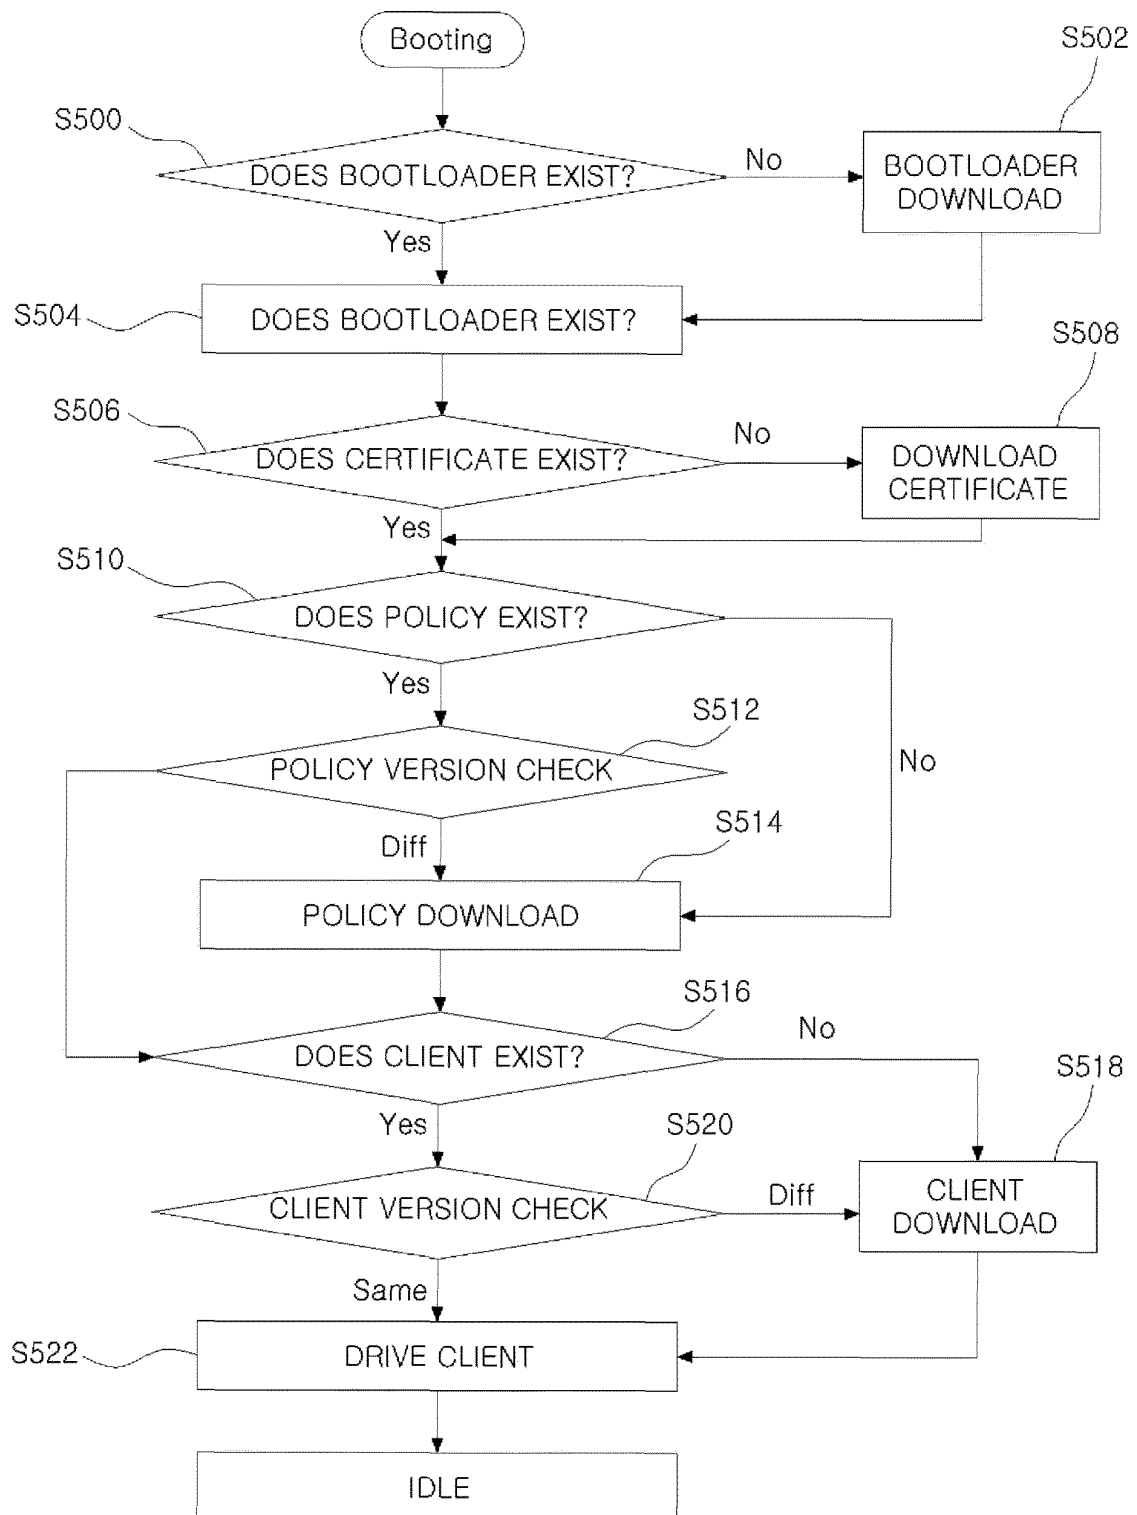 Booting
S502
S500
DOES BOOTLOADER EXIST?
No
BOOTLOADER
DOWNLOAD
Yes
S504
DOES BOOTLOADER EXIST?
S508
S506
DOES CERTIFICATE EXIST?
No
DOWNLOAD
CERTIFICATE
Yes
S510
DOES POLICY EXIST?
Yes
S512
POLICY VERSION CHECK
No
Diff
S514
POLICY DOWNLOAD
S516
No
DOES CLIENT EXIST?
S518
Yes
S520
CLIENT VERSION CHECK
Diff
CLIENT
DOWNLOAD
Same
S522
DRIVE CLIENT
IDLE